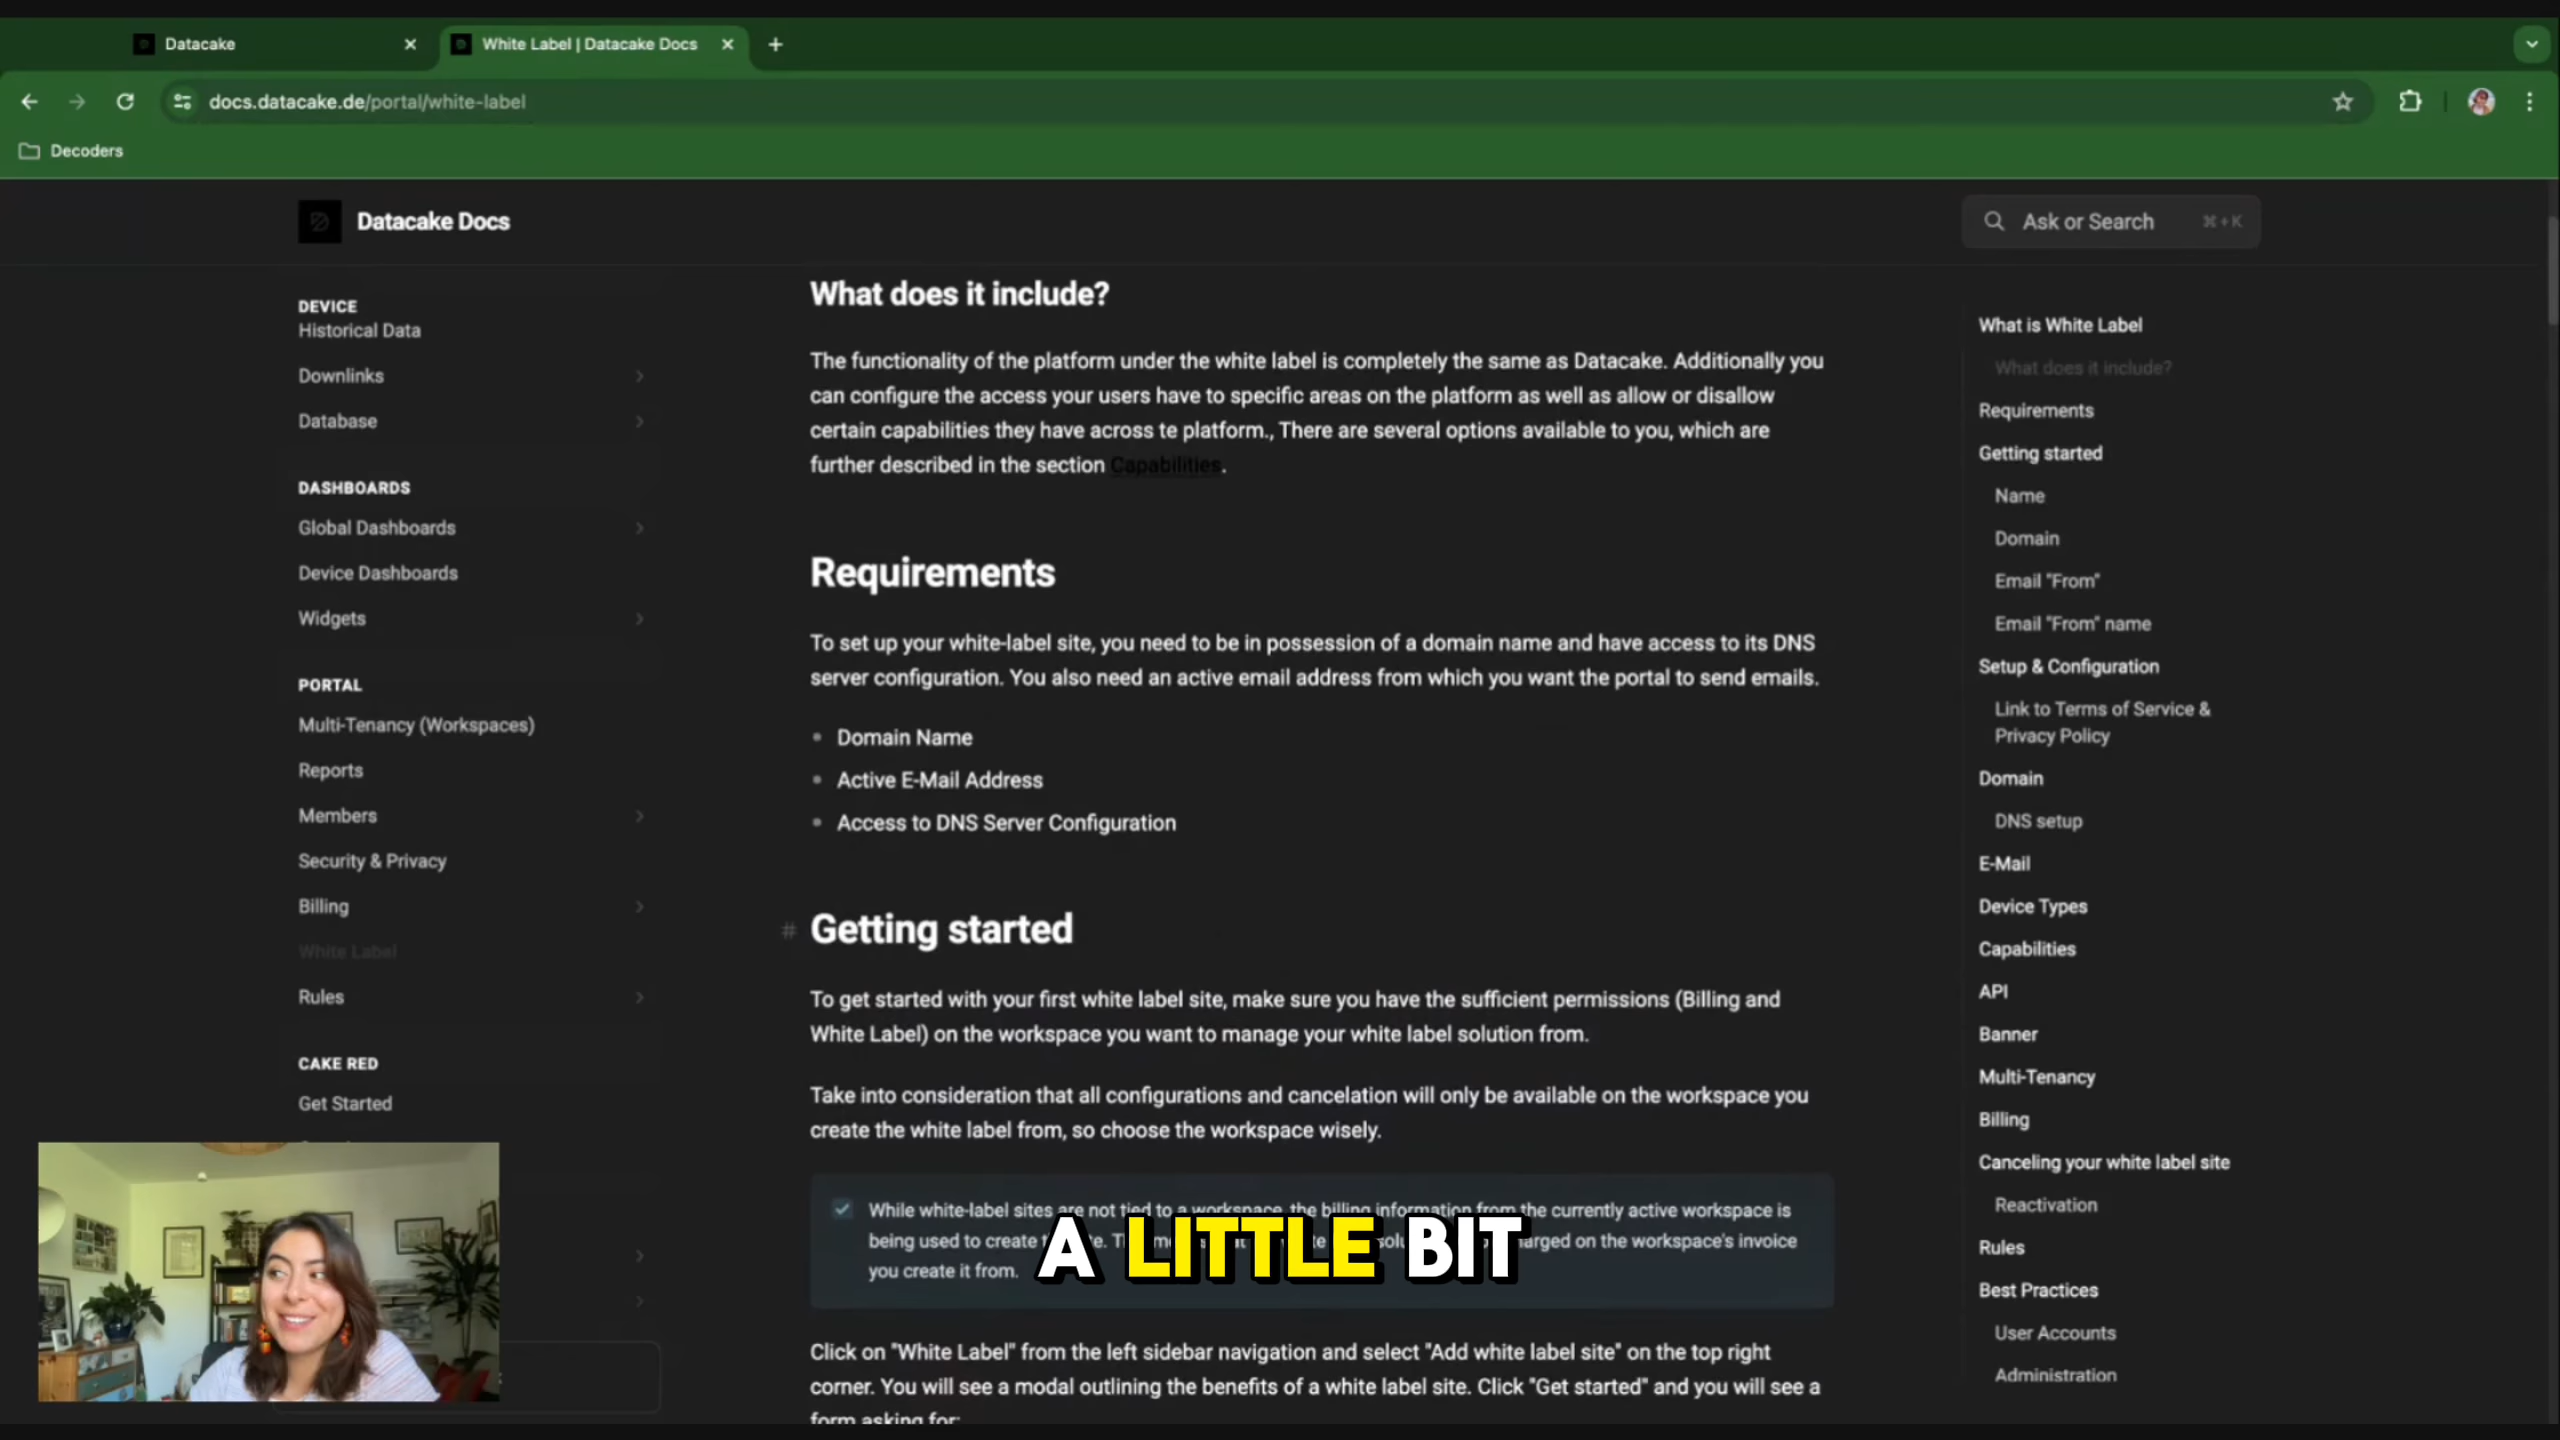 Datacake
White Label | Datacake Docs
docs.datacake.de/portal/white-label
Decoders
Datacake Docs
Ask or Search
⌘+K
DEVICE
Historical Data
Downlinks
Database
DASHBOARDS
Global Dashboards
Device Dashboards
Widgets
PORTAL
Multi-Tenancy (Workspaces)
Reports
Members
Security & Privacy
Billing
White Label
Rules
CAKE RED
Get Started
What does it include?
The functionality of the platform under the white label is completely the same as Datacake. Additionally you
can configure the access your users have to specific areas on the platform as well as allow or disallow
certain capabilities they have across te platform., There are several options available to you, which are
further described in the section Capabilities.
Requirements
To set up your white-label site, you need to be in possession of a domain name and have access to its DNS
server configuration. You also need an active email address from which you want the portal to send emails.
• Domain Name
• Active E-Mail Address
• Access to DNS Server Configuration
# Getting started
To get started with your first white label site, make sure you have the sufficient permissions (Billing and
White Label) on the workspace you want to manage your white label solution from.
Take into consideration that all configurations and cancelation will only be available on the workspace you
create the white label from, so choose the workspace wisely.
While white-label sites are not tied to a workspace, the billing information from the currently active workspace is
being used to create harged on the workspace's invoice
you create it from.
A LITTLE BIT
Click on "White Label" from the left sidebar navigation and select "Add white label site" on the top right
corner. You will see a modal outlining the benefits of a white label site. Click "Get started" and you will see a
form asking for:
What is White Label
What does it include?
Requirements
Getting started
Name
Domain
Email "From"
Email "From" name
Setup & Configuration
Link to Terms of Service &
Privacy Policy
Domain
DNS setup
E-Mail
Device Types
Capabilities
API
Banner
Multi-Tenancy
Billing
Canceling your white label site
Reactivation
Rules
Best Practices
User Accounts
Administration